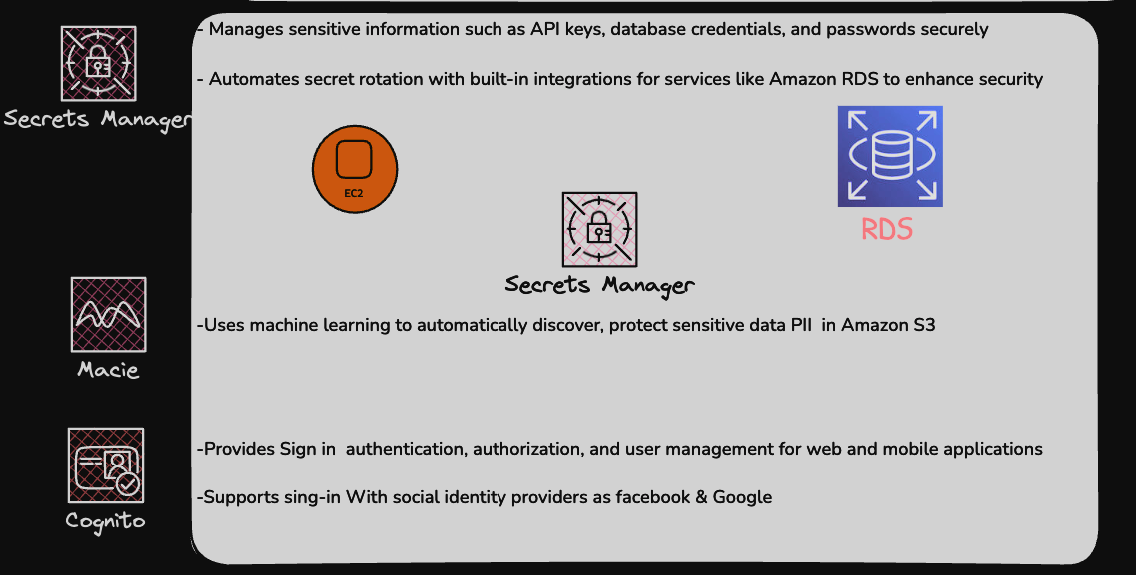 - Manages sensitive information such as API keys, database credentials, and passwords securely
- Automates secret rotation with built-in integrations for services like Amazon RDS to enhance security
Secrets Manager
EC2
RDS
Secrets Manager
-Uses machine learning to automatically discover, protect sensitive data PII  in Amazon S3
Macie
-Provides Sign in  authentication, authorization, and user management for web and mobile applications
-Supports sing-in With social identity providers as facebook & Google
Cognito